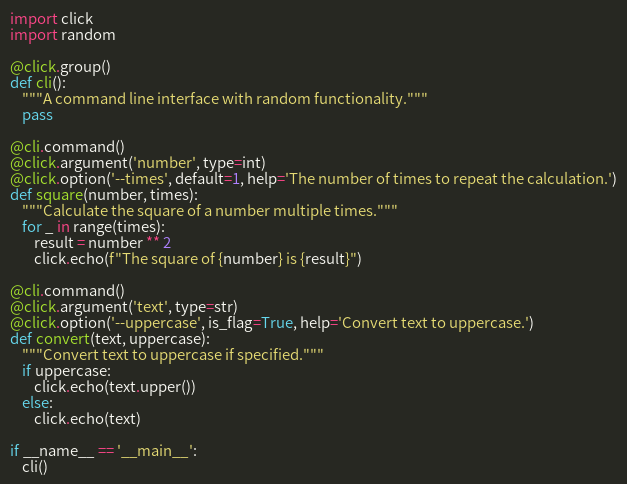 import click
import random

@click.group()
def cli():
    """A command line interface with random functionality."""
    pass

@cli.command()
@click.argument('number', type=int)
@click.option('--times', default=1, help='The number of times to repeat the calculation.')
def square(number, times):
    """Calculate the square of a number multiple times."""
    for _ in range(times):
        result = number ** 2
        click.echo(f"The square of {number} is {result}")

@cli.command()
@click.argument('text', type=str)
@click.option('--uppercase', is_flag=True, help='Convert text to uppercase.')
def convert(text, uppercase):
    """Convert text to uppercase if specified."""
    if uppercase:
        click.echo(text.upper())
    else:
        click.echo(text)

if __name__ == '__main__':
    cli()